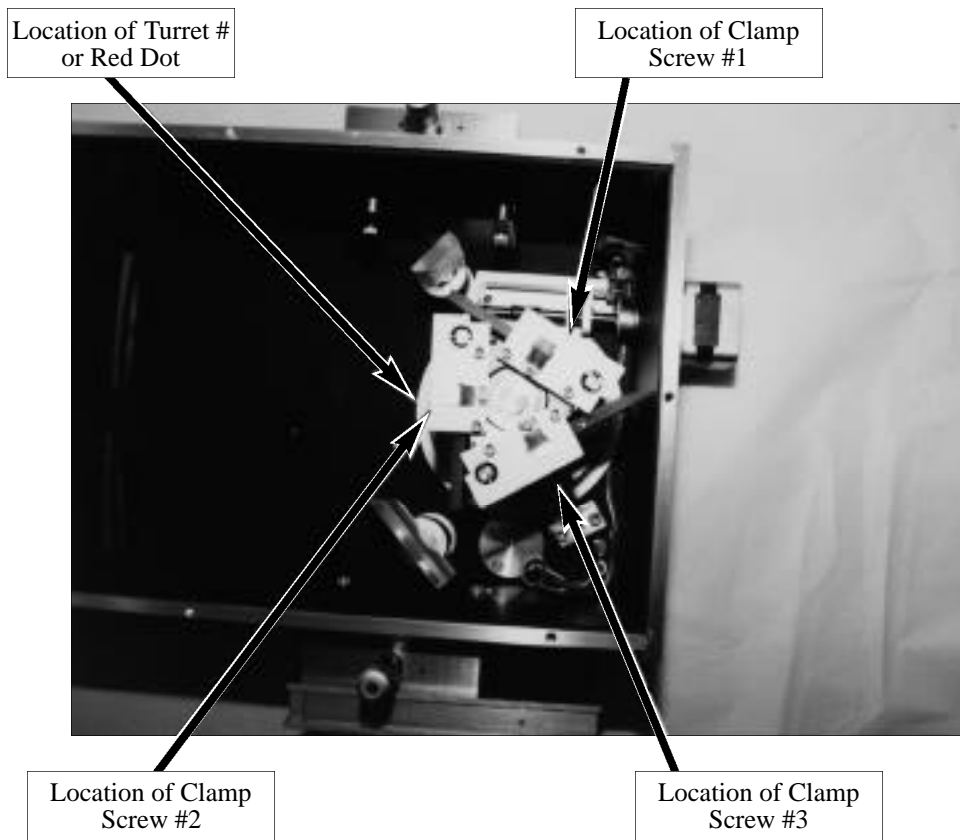 Location of Turret #
or Red Dot
Location of Clamp
Screw #1
Location of Clamp
Screw #2
Location of Clamp
Screw #3